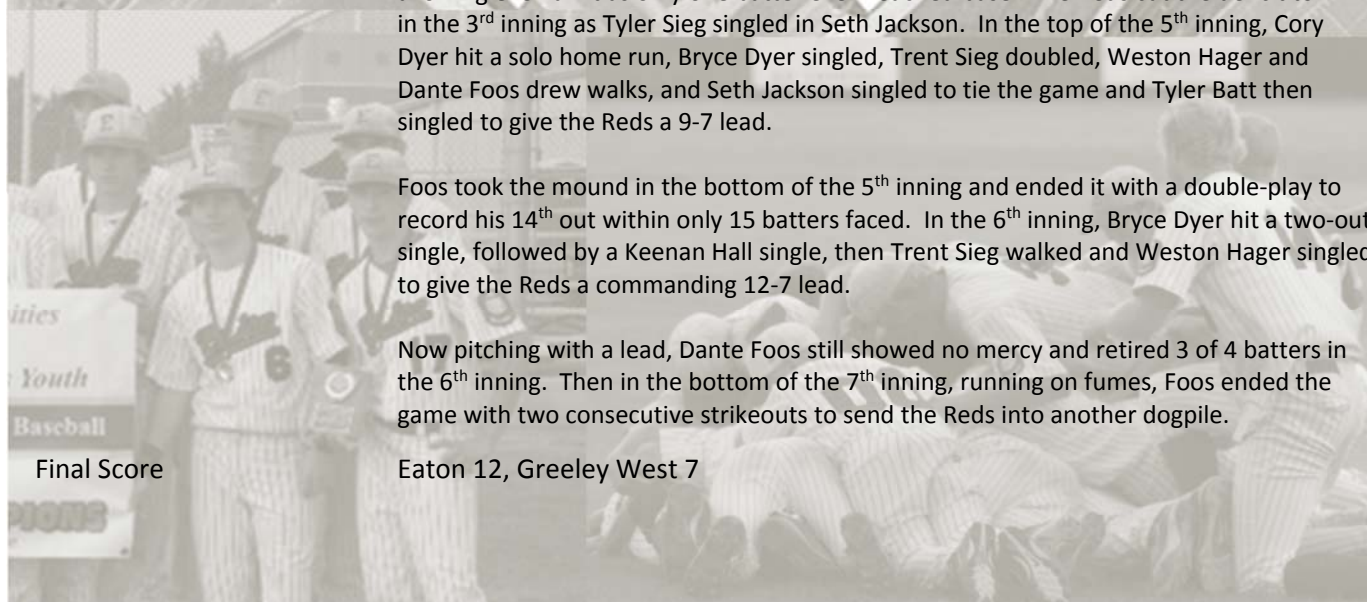 in the 3rd inning as Tyler Sieg singled in Seth Jackson. In the top of the 5th inning, Cory
Dyer hit a solo home run, Bryce Dyer singled, Trent Sieg doubled, Weston Hager and
Dante Foos drew walks, and Seth Jackson singled to tie the game and Tyler Batt then
singled to give the Reds a 9-7 lead.
Foos took the mound in the bottom of the 5th inning and ended it with a double-play to
record his 14th out within only 15 batters faced. In the 6th inning, Bryce Dyer hit a two-out
single, followed by a Keenan Hall single, then Trent Sieg walked and Weston Hager singled
to give the Reds a commanding 12-7 lead.
Now pitching with a lead, Dante Foos still showed no mercy and retired 3 of 4 batters in
the 6th inning. Then in the bottom of the 7th inning, running on fumes, Foos ended the
game with two consecutive strikeouts to send the Reds into another dogpile.
Final Score Eaton 12, Greeley West 7
E
E
6
ities
Youth
Baseball
PIONS